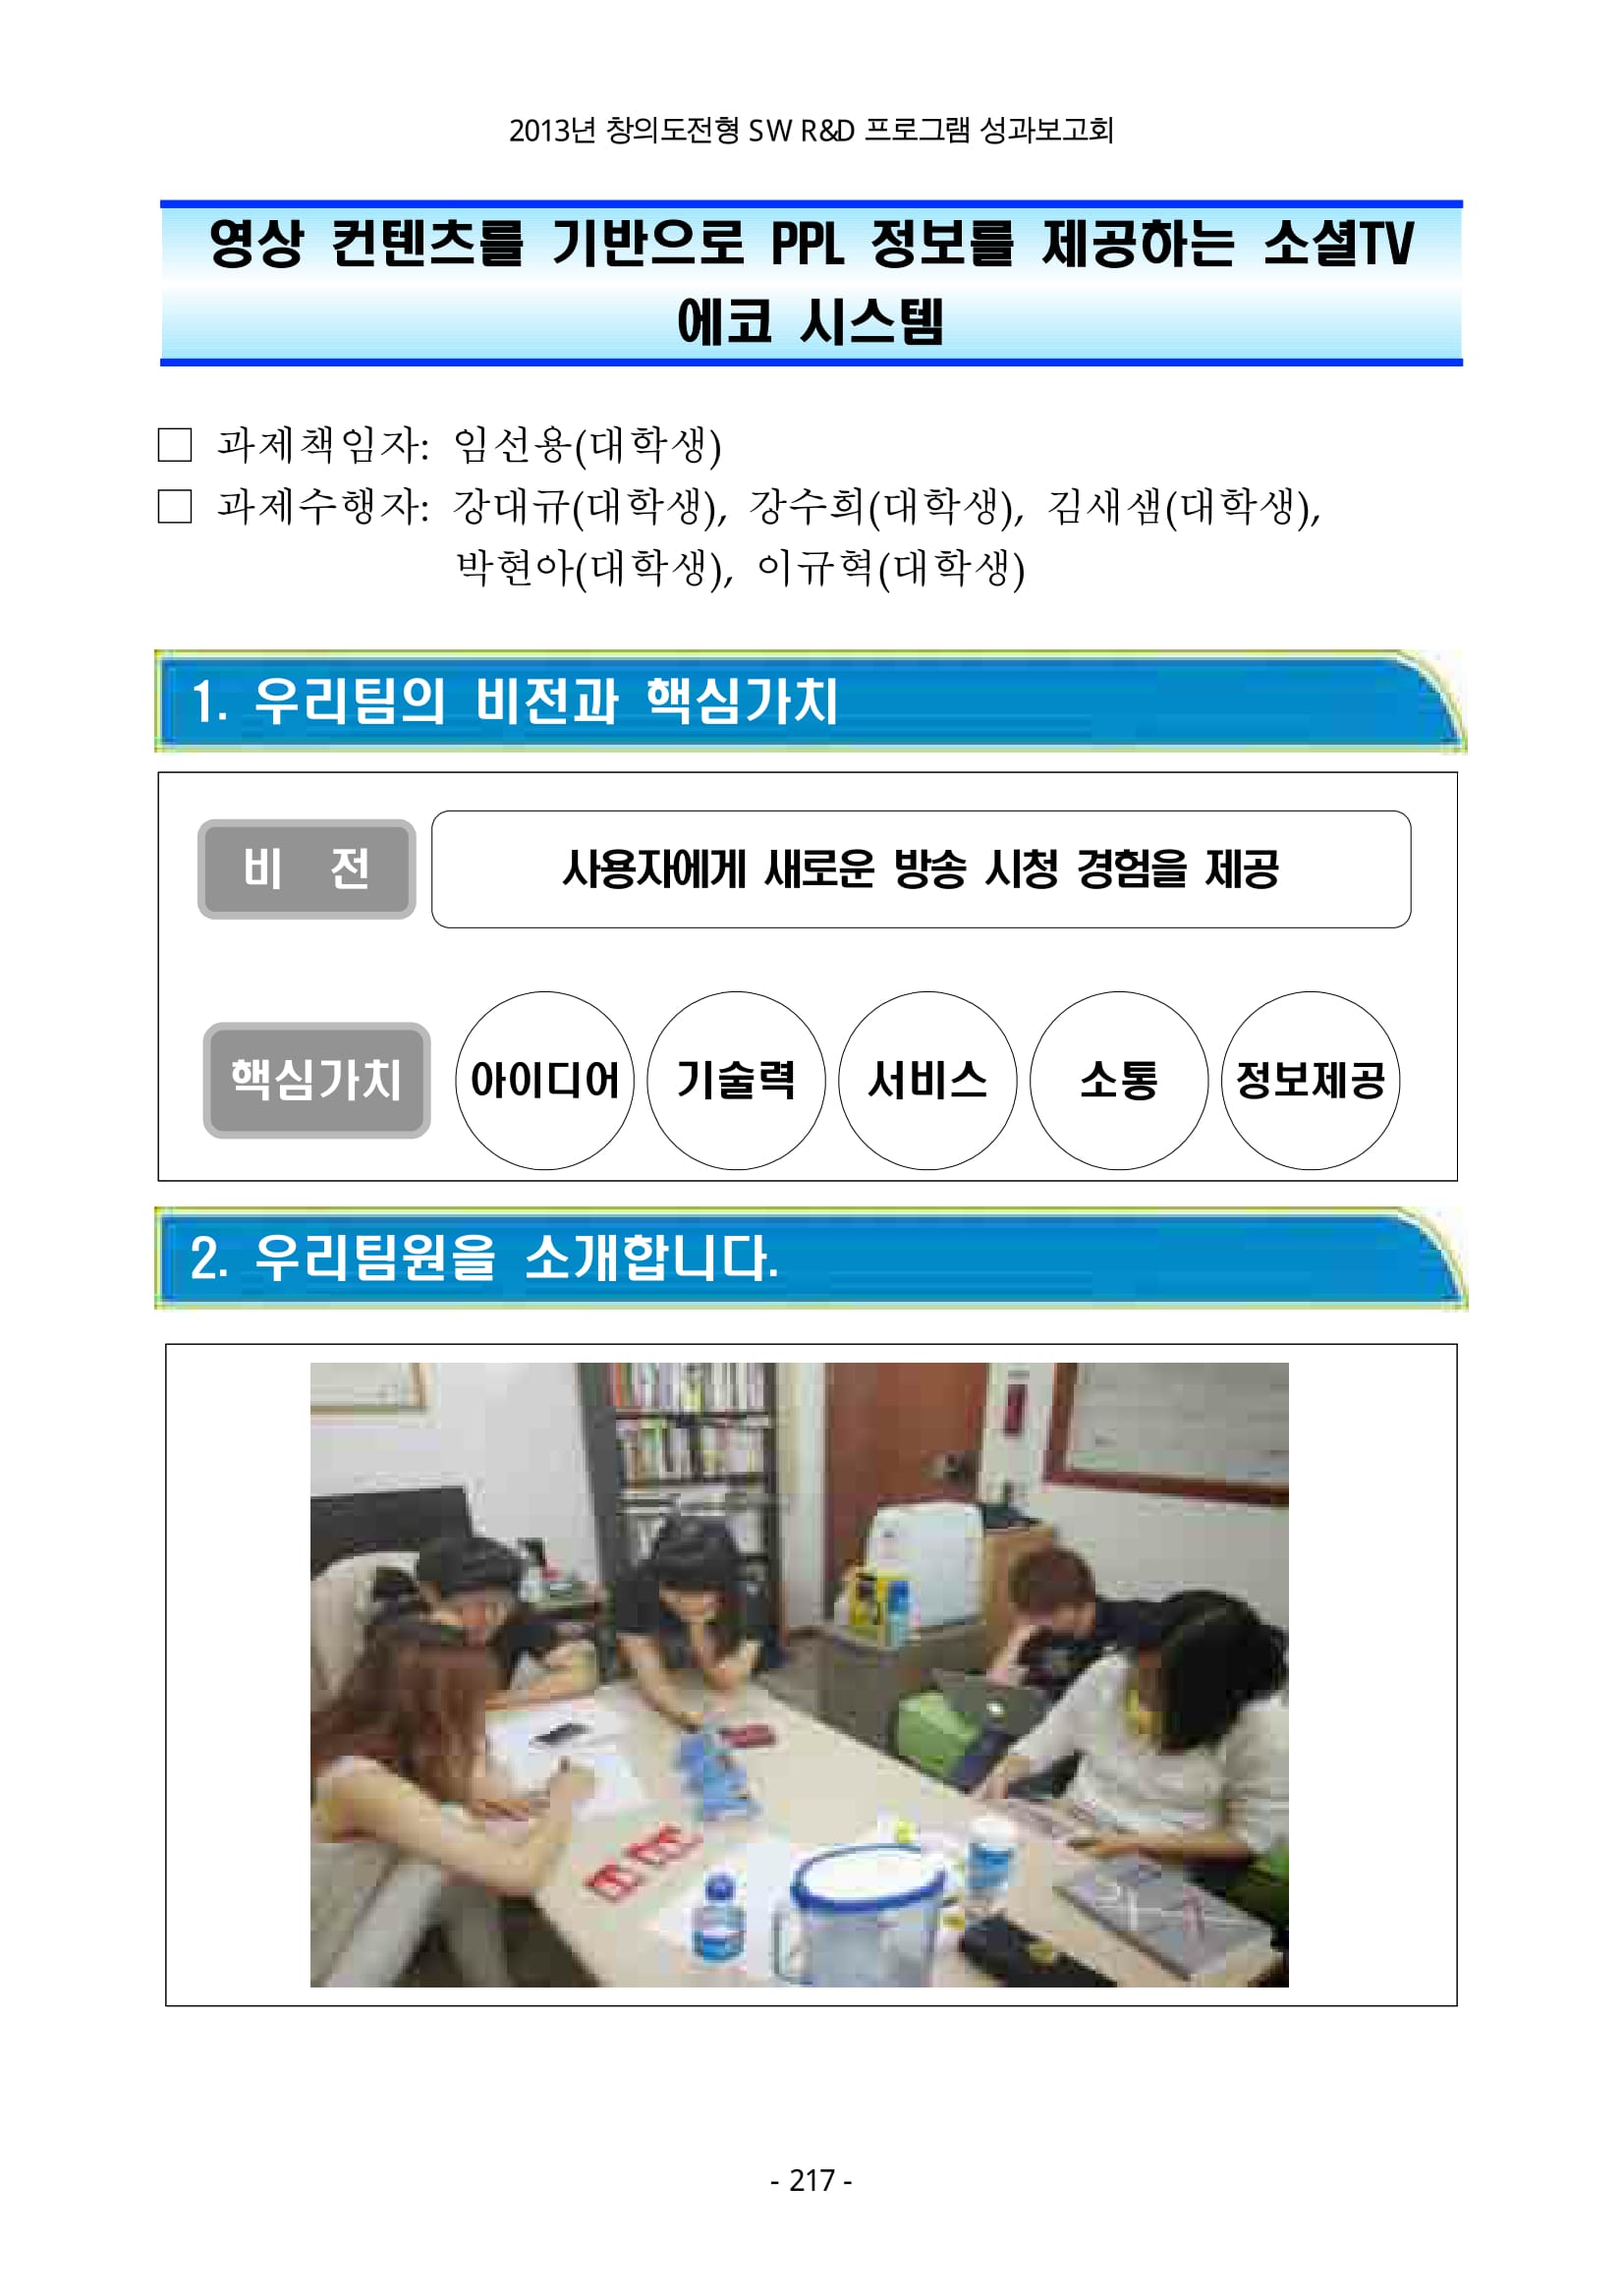 2013년 창의도전형 SW R&D 프로그램 성과보고회
영상 컨텐츠를 기반으로 PPL 정보를 제공하는 소셜TV
에코 시스템
□ 과제책임자: 임선용(대학생)
□ 과제수행자: 강대규(대학생), 강수희(대학생), 김새샘(대학생),
박현아(대학생), 이규혁(대학생)
1. 우리팀의 비전과 핵심가치
비 전
사용자에게 새로운 방송 시청 경험을 제공
핵심가치 아이디어 기술력 서비스 소통 정보제공
2. 우리팀원을 소개합니다.
- 217 -